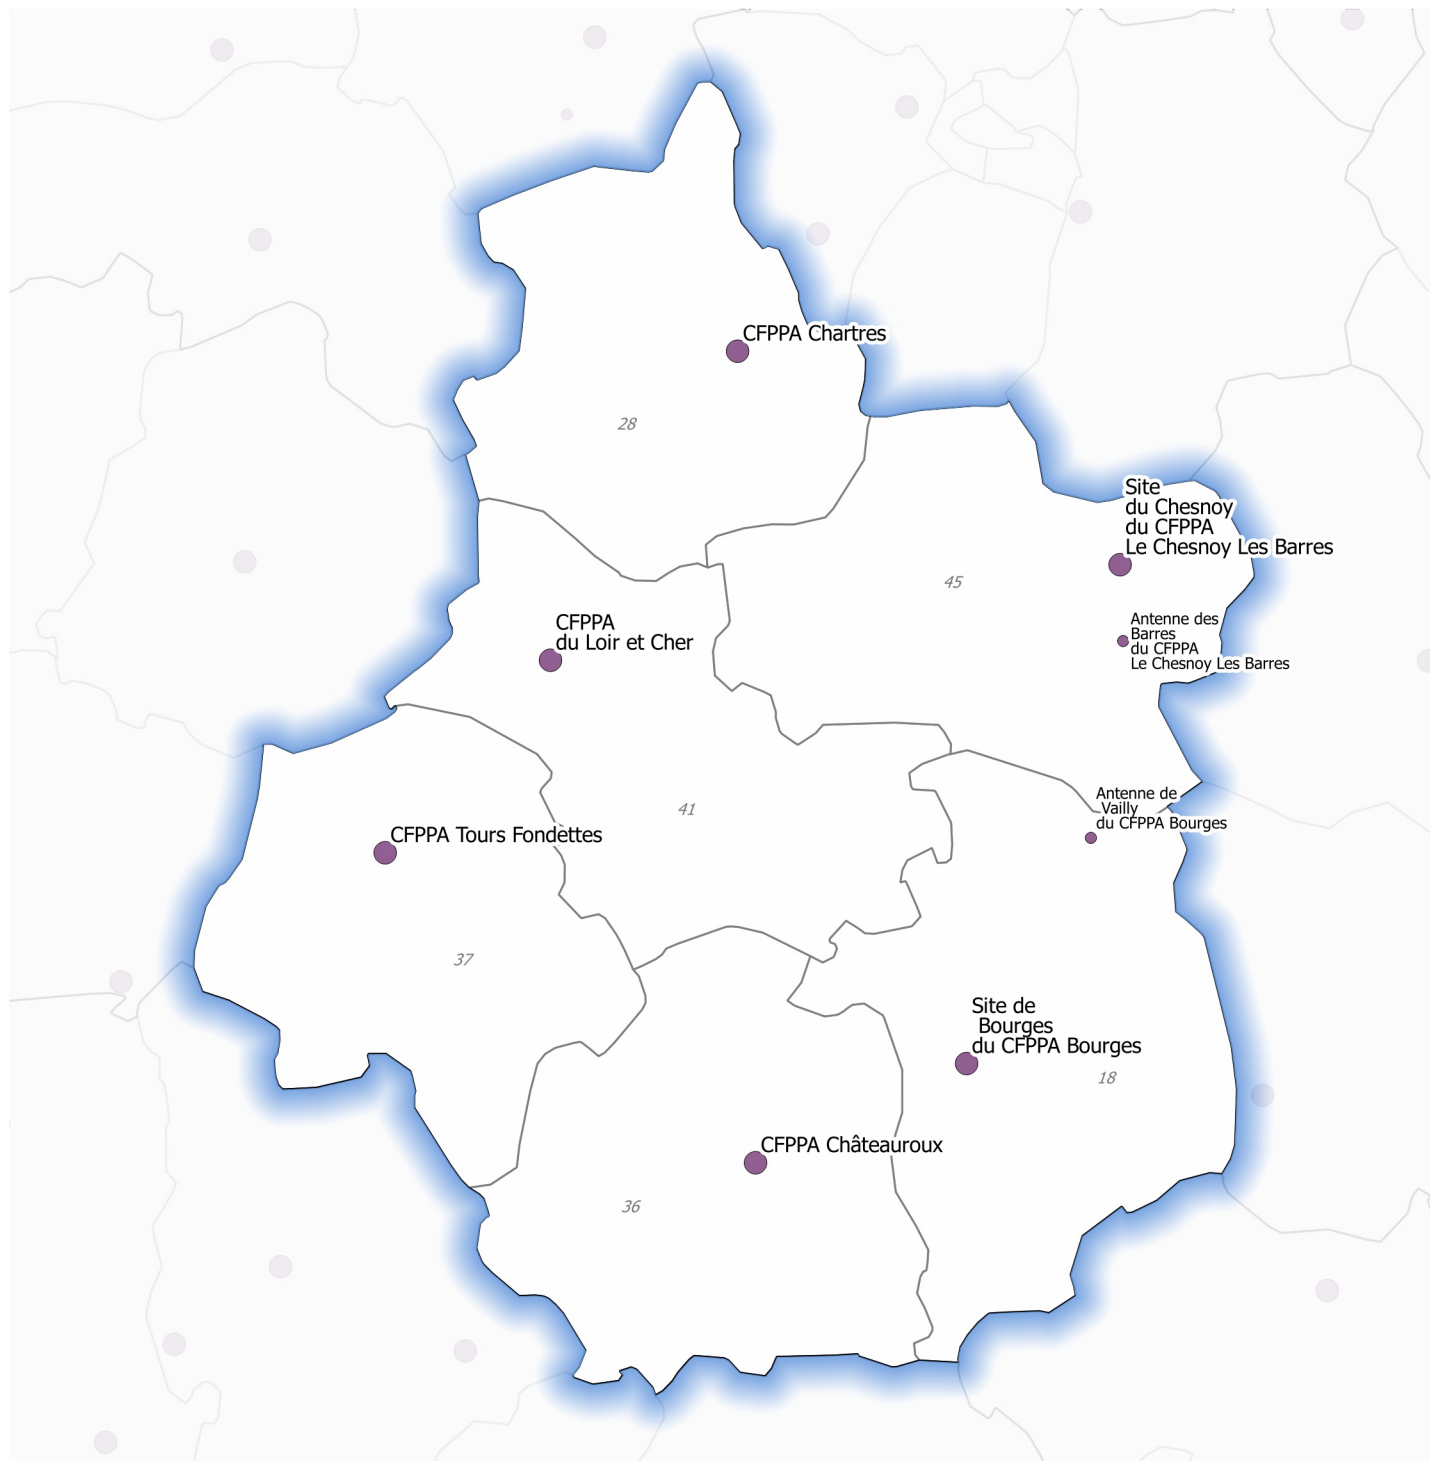 CFPPA Chartres
28
Site
du Chesnoy
du CFPPA
Le Chesnoy Les Barres
45
Antenne des
Barres
du CFPPA
Le Chesnoy Les Barres
CFPPA
du Loir et Cher
Antenne de
Vailly
du CFPPA Bourges
41
CFPPA Tours Fondettes
37
Site de
Bourges
du CFPPA Bourges
18
CFPPA Châteauroux
36